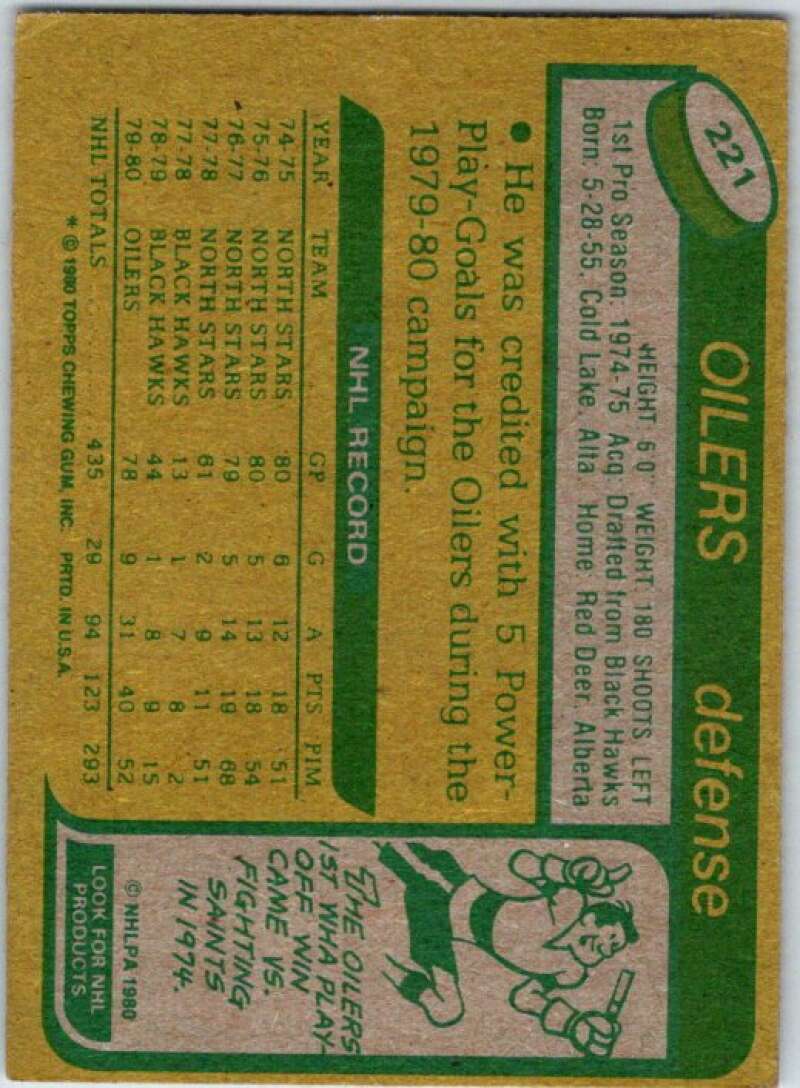 221
OILERS defense
HEIGHT: 6'0" WEIGHT: 180 SHOOTS: LEFT
1st Pro Season: 1974-75 Acq: Drafted from Black Hawks
Born: 5-28-55, Cold Lake, Alta. Home: Red Deer, Alberta
• He was credited with 5 Power-
Play-Goals for the Oilers during the
1979-80 campaign.
NHL RECORD
YEAR TEAM GP G A PTS PIM
74-75 NORTH STARS 80 6 12 18 51
75-76 NORTH STARS 80 5 13 18 54
76-77 NORTH STARS 79 5 14 19 68
77-78 NORTH STARS 61 2 9 11 51
77-78 BLACK HAWKS 13 1 7 8 2
78-79 BLACK HAWKS 44 1 8 9 15
79-80 OILERS 78 9 31 40 52
NHL TOTALS 435 29 94 123 293
* © 1980 TOPPS CHEWING GUM, INC. PRTD. IN U.S.A.
THE OILERS
1ST WHA PLAY-
OFF WIN
CAME VS.
FIGHTING
SAINTS
IN 1974.
© NHLPA 1980
LOOK FOR NHL
PRODUCTS